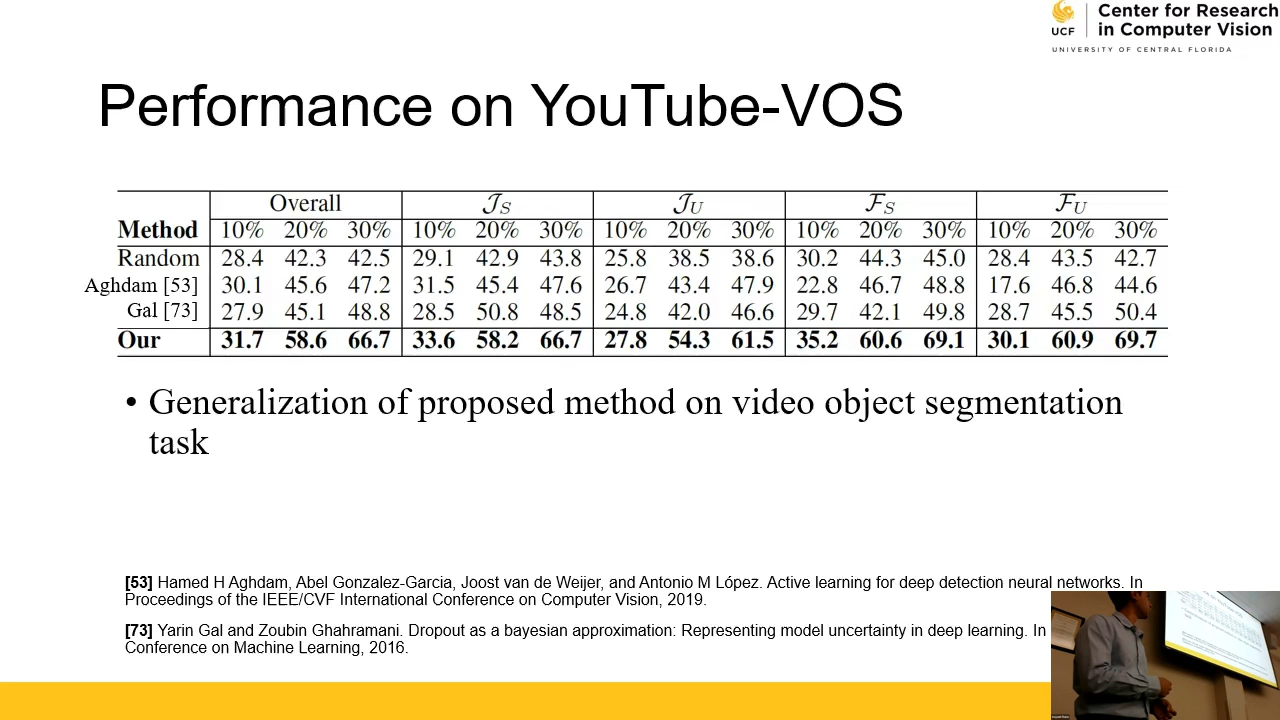 UCF
Center for Research
in Computer Vision
UNIVERSITY OF CENTRAL FLORIDA
Performance on YouTube-VOS
Overall 𝒥S 𝒥U ℱS ℱU
Method 10% 20% 30% 10% 20% 30% 10% 20% 30% 10% 20% 30% 10% 20% 30%
Random 28.4 42.3 42.5 29.1 42.9 43.8 25.8 38.5 38.6 30.2 44.3 45.0 28.4 43.5 42.7
Aghdam [53] 30.1 45.6 47.2 31.5 45.4 47.6 26.7 43.4 47.9 22.8 46.7 48.8 17.6 46.8 44.6
Gal [73] 27.9 45.1 48.8 28.5 50.8 48.5 24.8 42.0 46.6 29.7 42.1 49.8 28.7 45.5 50.4
Our 31.7 58.6 66.7 33.6 58.2 66.7 27.8 54.3 61.5 35.2 60.6 69.1 30.1 60.9 69.7
• Generalization of proposed method on video object segmentation
task
[53] Hamed H Aghdam, Abel Gonzalez-Garcia, Joost van de Weijer, and Antonio M López. Active learning for deep detection neural networks. In
Proceedings of the IEEE/CVF International Conference on Computer Vision, 2019.
[73] Yarin Gal and Zoubin Ghahramani. Dropout as a bayesian approximation: Representing model uncertainty in deep learning. In
Conference on Machine Learning, 2016.